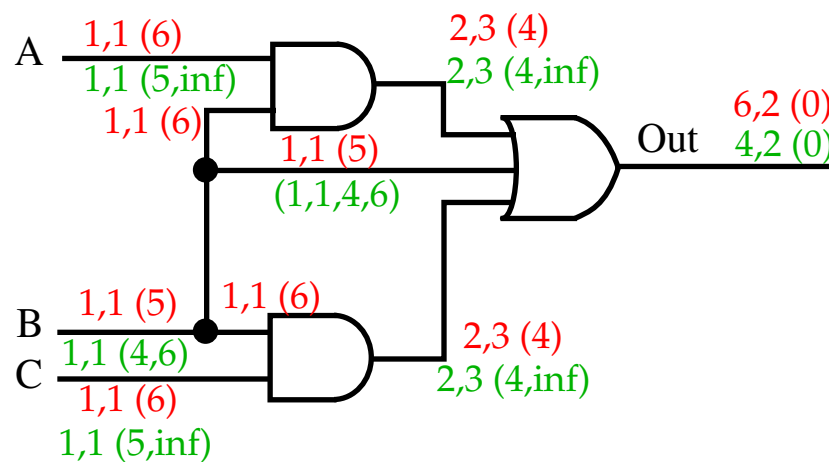 A
1,1 (6)
1,1 (5,inf)
1,1 (6)
2,3 (4)
2,3 (4,inf)
1,1 (5)
(1,1,4,6)
Out
6,2 (0)
4,2 (0)
B
1,1 (5)
1,1 (6)
1,1 (4,6)
C
1,1 (6)
1,1 (5,inf)
2,3 (4)
2,3 (4,inf)